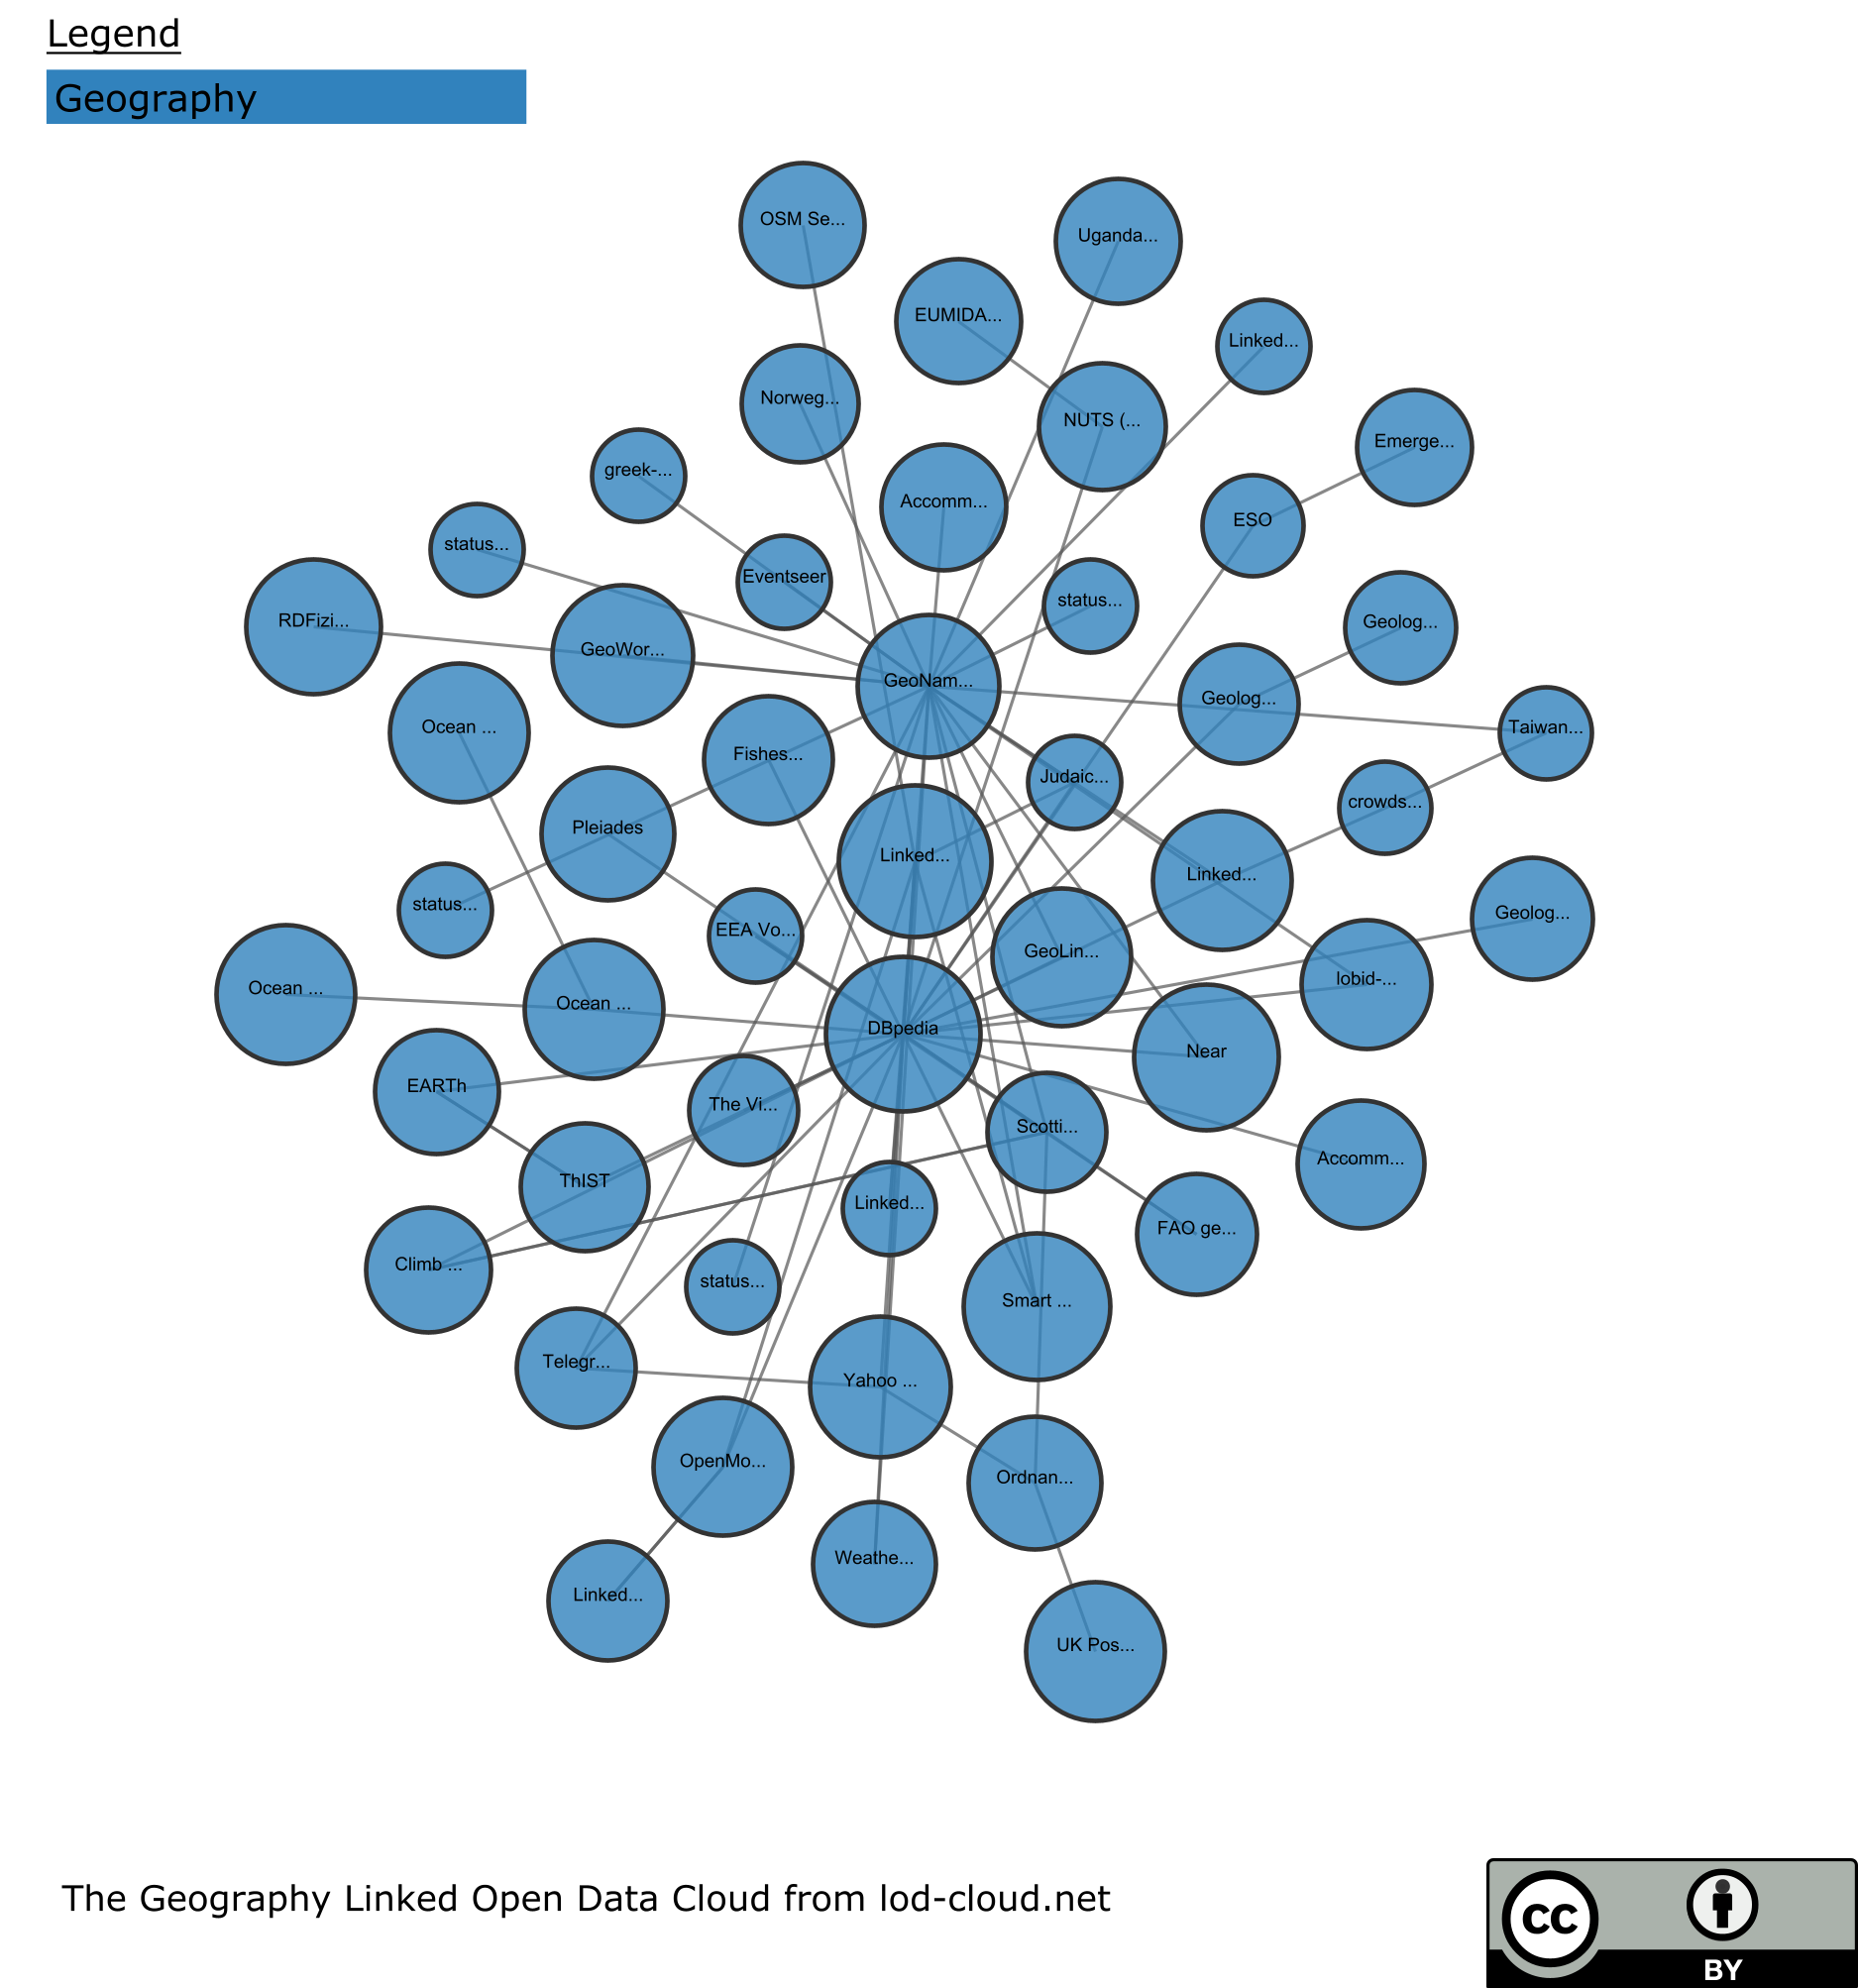 Legend
Geography
OSM Se...
Uganda...
EUMIDA...
Linked...
Norweg...
NUTS (...
Emerge...
greek-...
Accomm...
ESO
status...
Eventseer
status...
RDFizi...
Geolog...
GeoWor...
GeoNam...
Geolog...
Ocean ...
Taiwan...
Fishes...
Judaic...
crowds...
Pleiades
Linked...
Linked...
status...
Geolog...
EEA Vo...
GeoLin...
lobid-...
Ocean ...
Ocean ...
DBpedia
Near
EARTh
The Vi...
Scotti...
Accomm...
ThIST
Linked...
FAO ge...
Climb ...
status...
Smart ...
Telegr...
Yahoo ...
OpenMo...
Ordnan...
Weathe...
Linked...
UK Pos...
The Geography Linked Open Data Cloud from lod-cloud.net
cc
BY